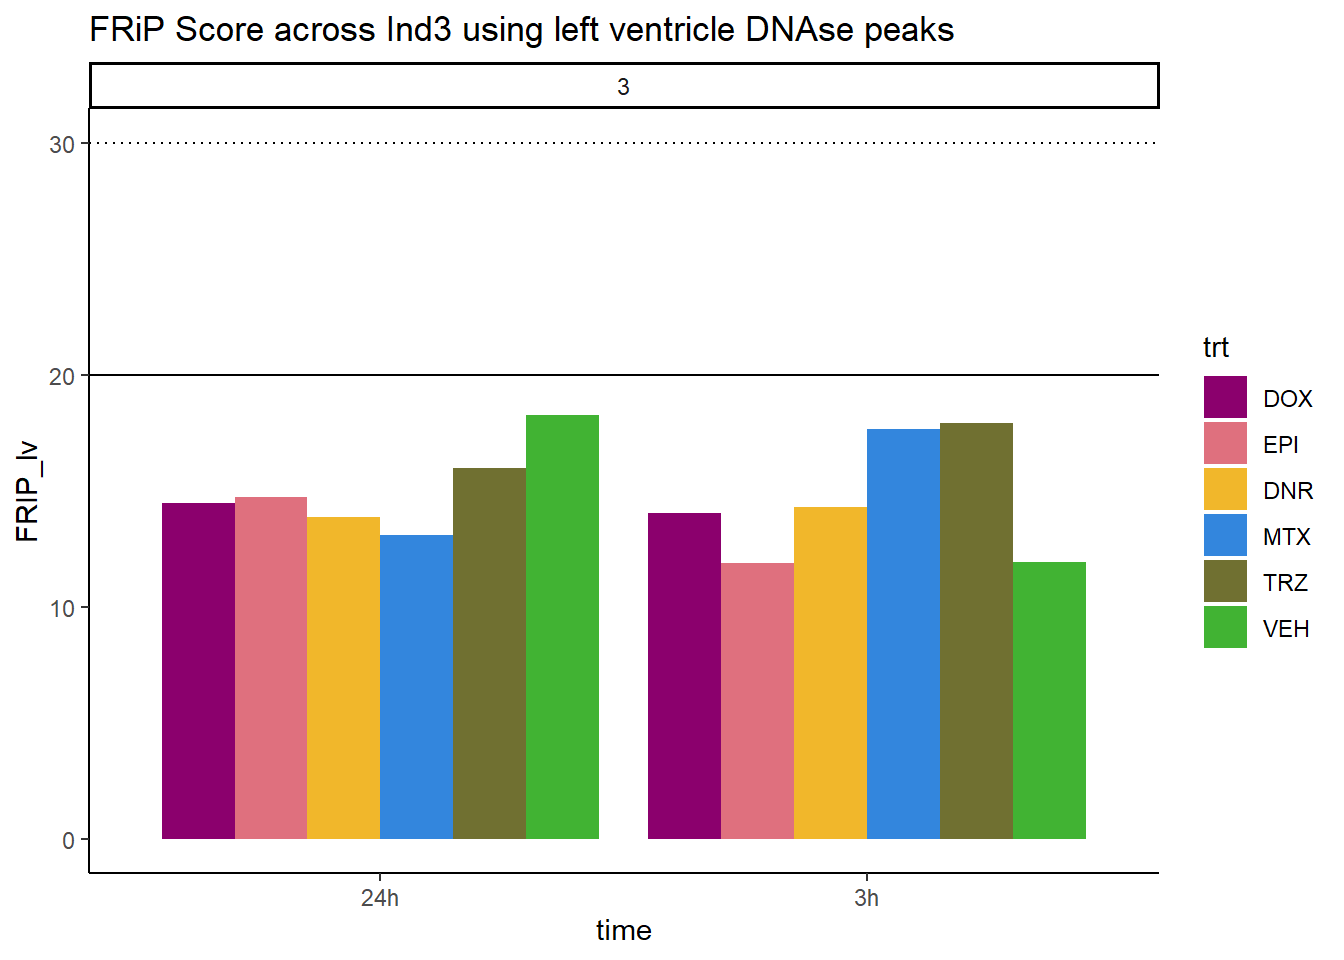 FRiP Score across Ind3 using left ventricle DNAse peaks
3
30
20
10
0
FRIP_lv
24h
3h
time
trt
DOX
EPI
DNR
MTX
TRZ
VEH